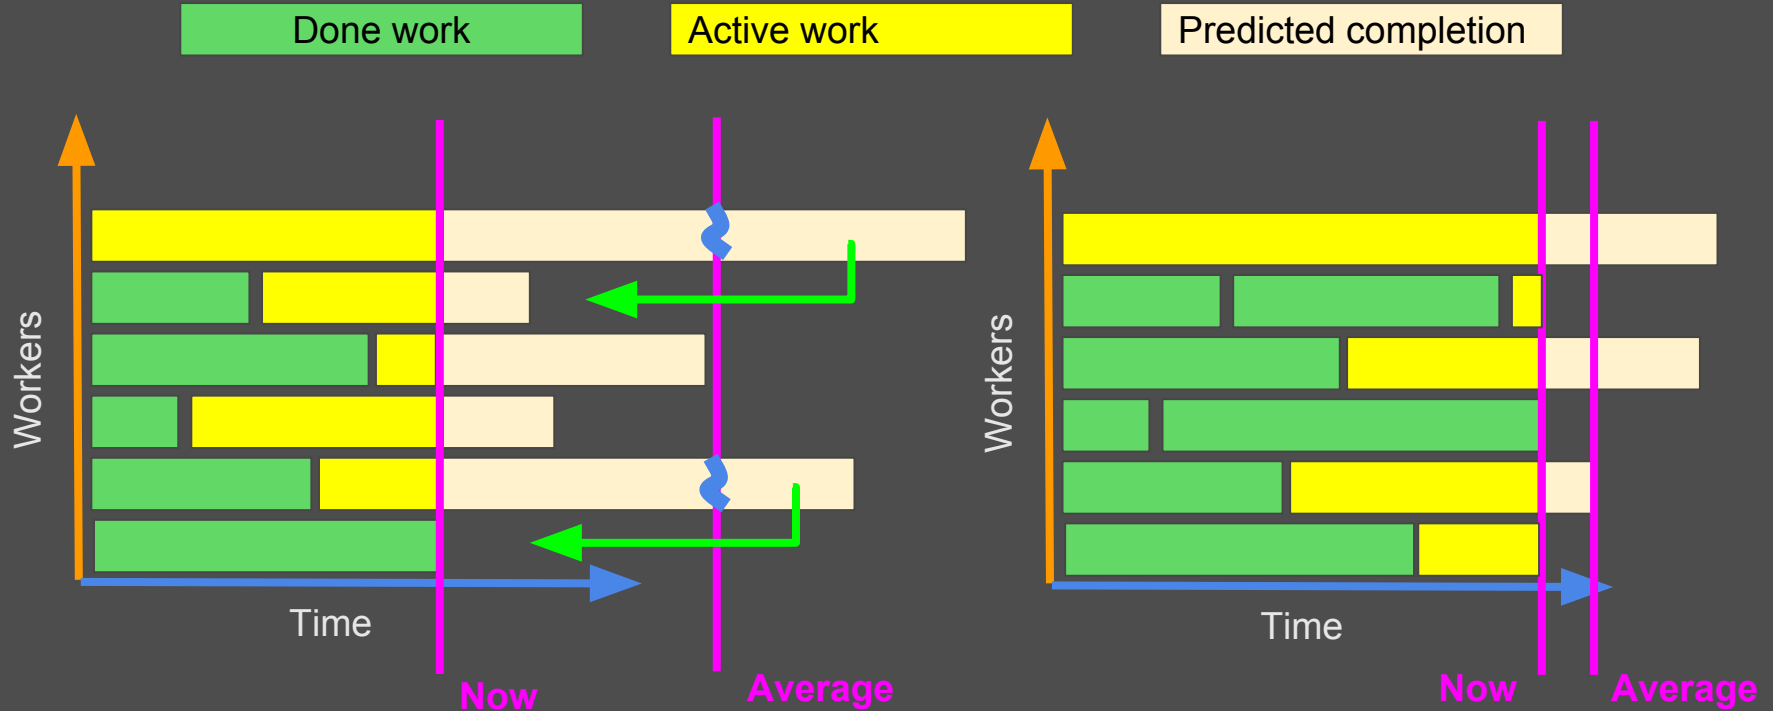 Done work
Active work
Predicted completion
Workers
Time
Now
Average
Workers
Time
Now
Average